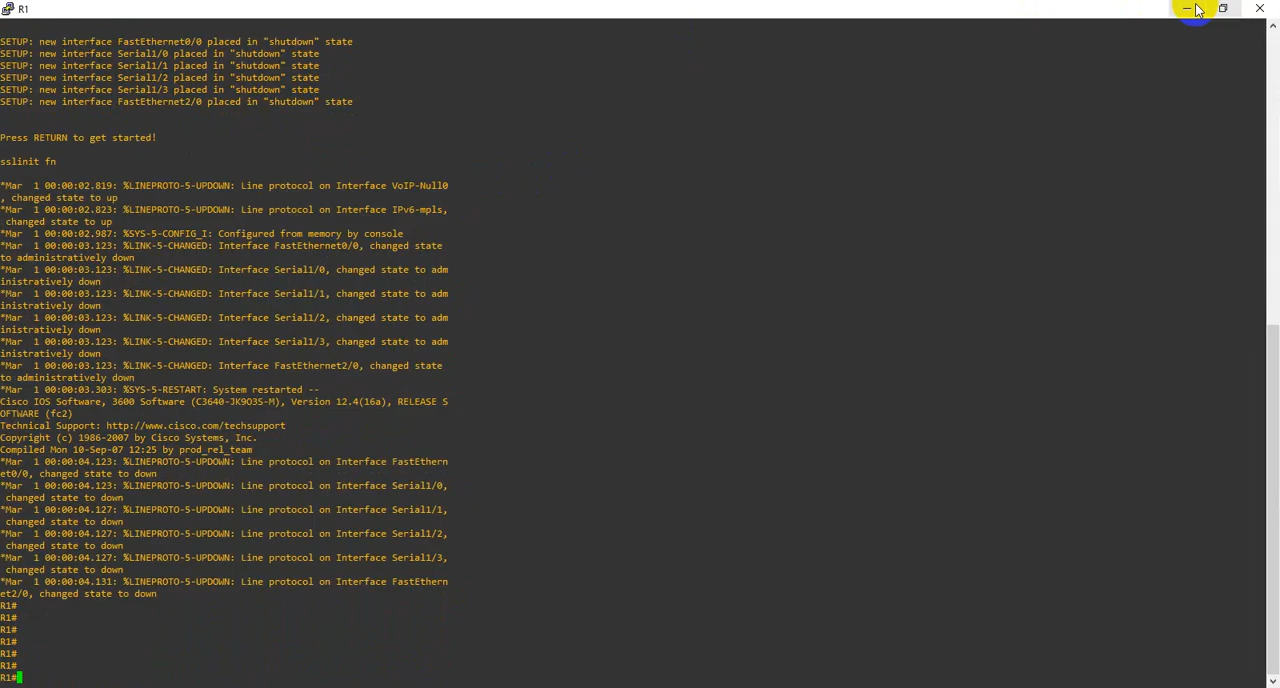 R1
SETUP: new interface FastEthernet0/0 placed in "shutdown" state
SETUP: new interface Serial1/0 placed in "shutdown" state
SETUP: new interface Serial1/1 placed in "shutdown" state
SETUP: new interface Serial1/2 placed in "shutdown" state
SETUP: new interface Serial1/3 placed in "shutdown" state
SETUP: new interface FastEthernet2/0 placed in "shutdown" state
Press RETURN to get started!
sslinit fn
*Mar  1 00:00:02.819: %LINEPROTO-5-UPDOWN: Line protocol on Interface VoIP-Null0
, changed state to up
*Mar  1 00:00:02.823: %LINEPROTO-5-UPDOWN: Line protocol on Interface IPv6-mpls,
 changed state to up
*Mar  1 00:00:02.987: %SYS-5-CONFIG_I: Configured from memory by console
*Mar  1 00:00:03.123: %LINK-5-CHANGED: Interface FastEthernet0/0, changed state
to administratively down
*Mar  1 00:00:03.123: %LINK-5-CHANGED: Interface Serial1/0, changed state to adm
inistratively down
*Mar  1 00:00:03.123: %LINK-5-CHANGED: Interface Serial1/1, changed state to adm
inistratively down
*Mar  1 00:00:03.123: %LINK-5-CHANGED: Interface Serial1/2, changed state to adm
inistratively down
*Mar  1 00:00:03.123: %LINK-5-CHANGED: Interface Serial1/3, changed state to adm
inistratively down
*Mar  1 00:00:03.123: %LINK-5-CHANGED: Interface FastEthernet2/0, changed state
to administratively down
*Mar  1 00:00:03.303: %SYS-5-RESTART: System restarted --
Cisco IOS Software, 3600 Software (C3640-JK9O3S-M), Version 12.4(16a), RELEASE S
OFTWARE (fc2)
Technical Support: http://www.cisco.com/techsupport
Copyright (c) 1986-2007 by Cisco Systems, Inc.
Compiled Mon 10-Sep-07 12:25 by prod_rel_team
*Mar  1 00:00:04.123: %LINEPROTO-5-UPDOWN: Line protocol on Interface FastEthern
et0/0, changed state to down
*Mar  1 00:00:04.123: %LINEPROTO-5-UPDOWN: Line protocol on Interface Serial1/0,
 changed state to down
*Mar  1 00:00:04.127: %LINEPROTO-5-UPDOWN: Line protocol on Interface Serial1/1,
 changed state to down
*Mar  1 00:00:04.127: %LINEPROTO-5-UPDOWN: Line protocol on Interface Serial1/2,
 changed state to down
*Mar  1 00:00:04.127: %LINEPROTO-5-UPDOWN: Line protocol on Interface Serial1/3,
 changed state to down
*Mar  1 00:00:04.131: %LINEPROTO-5-UPDOWN: Line protocol on Interface FastEthern
et2/0, changed state to down
R1#
R1#
R1#
R1#
R1#
R1#
R1#